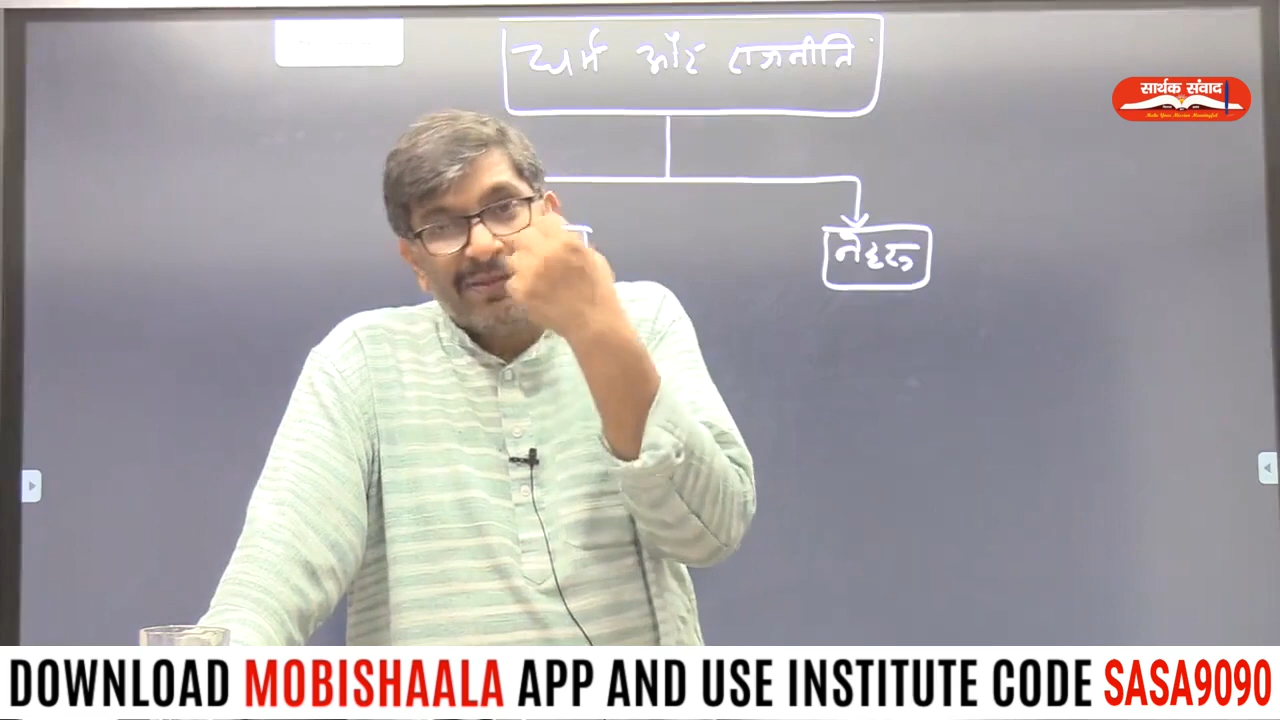 धर्म और राजनीति
सार्थक संवाद
नेहरू
DOWNLOAD MOBISHAALA APP AND USE INSTITUTE CODE SASA9090